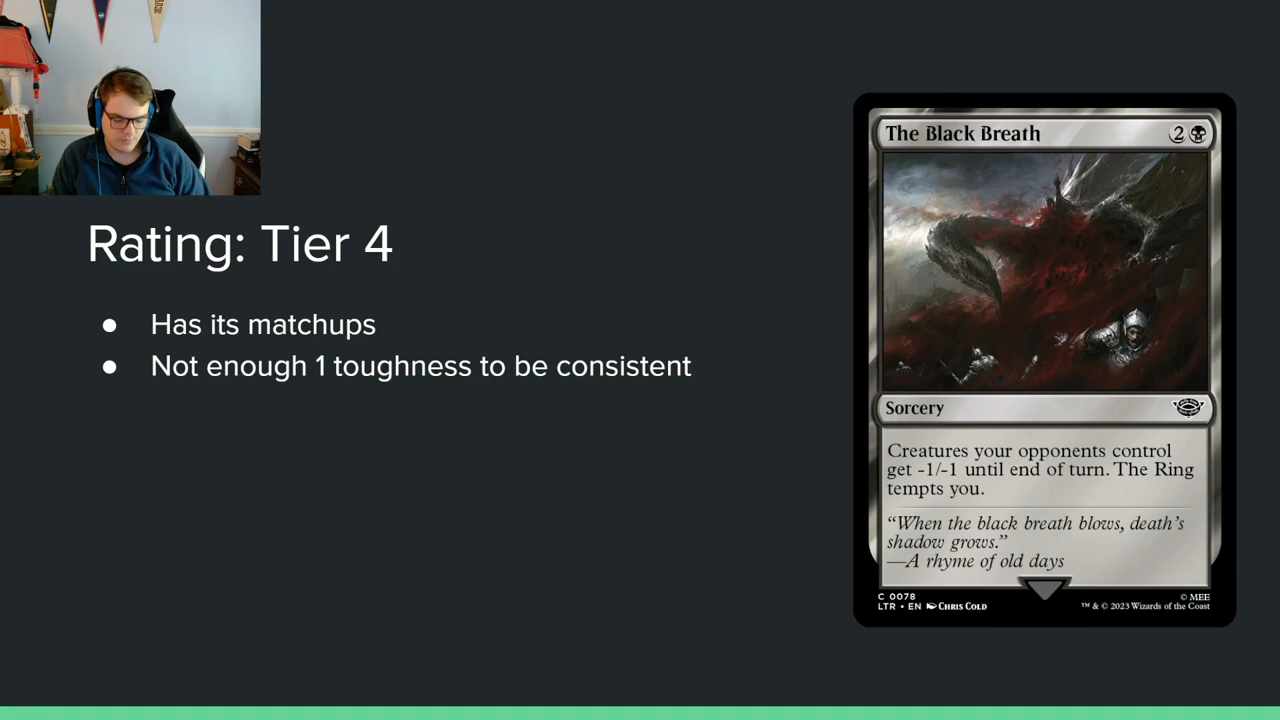 Rating: Tier 4
● Has its matchups
● Not enough 1 toughness to be consistent
The Black Breath 2
Sorcery
Creatures your opponents control
get -1/-1 until end of turn. The Ring
tempts you.
“When the black breath blows, death’s
shadow grows.”
—A rhyme of old days
C 0078
LTR • EN Chris Cold
© MEE
™ & © 2023 Wizards of the Coast